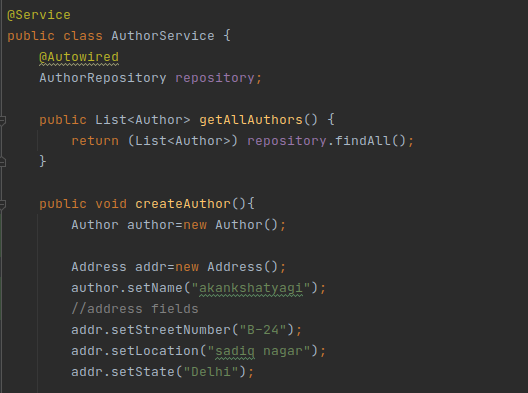 @Service
public class AuthorService {
@Autowired
AuthorRepository repository;
public List<Author> getAllAuthors() {
return (List<Author>) repository.findAll();
}
public void createAuthor(){
Author author=new Author();
Address addr=new Address();
author.setName("akankshatyagi");
//address fields
addr.setStreetNumber("B-24");
addr.setLocation("sadiq nagar");
addr.setState("Delhi");